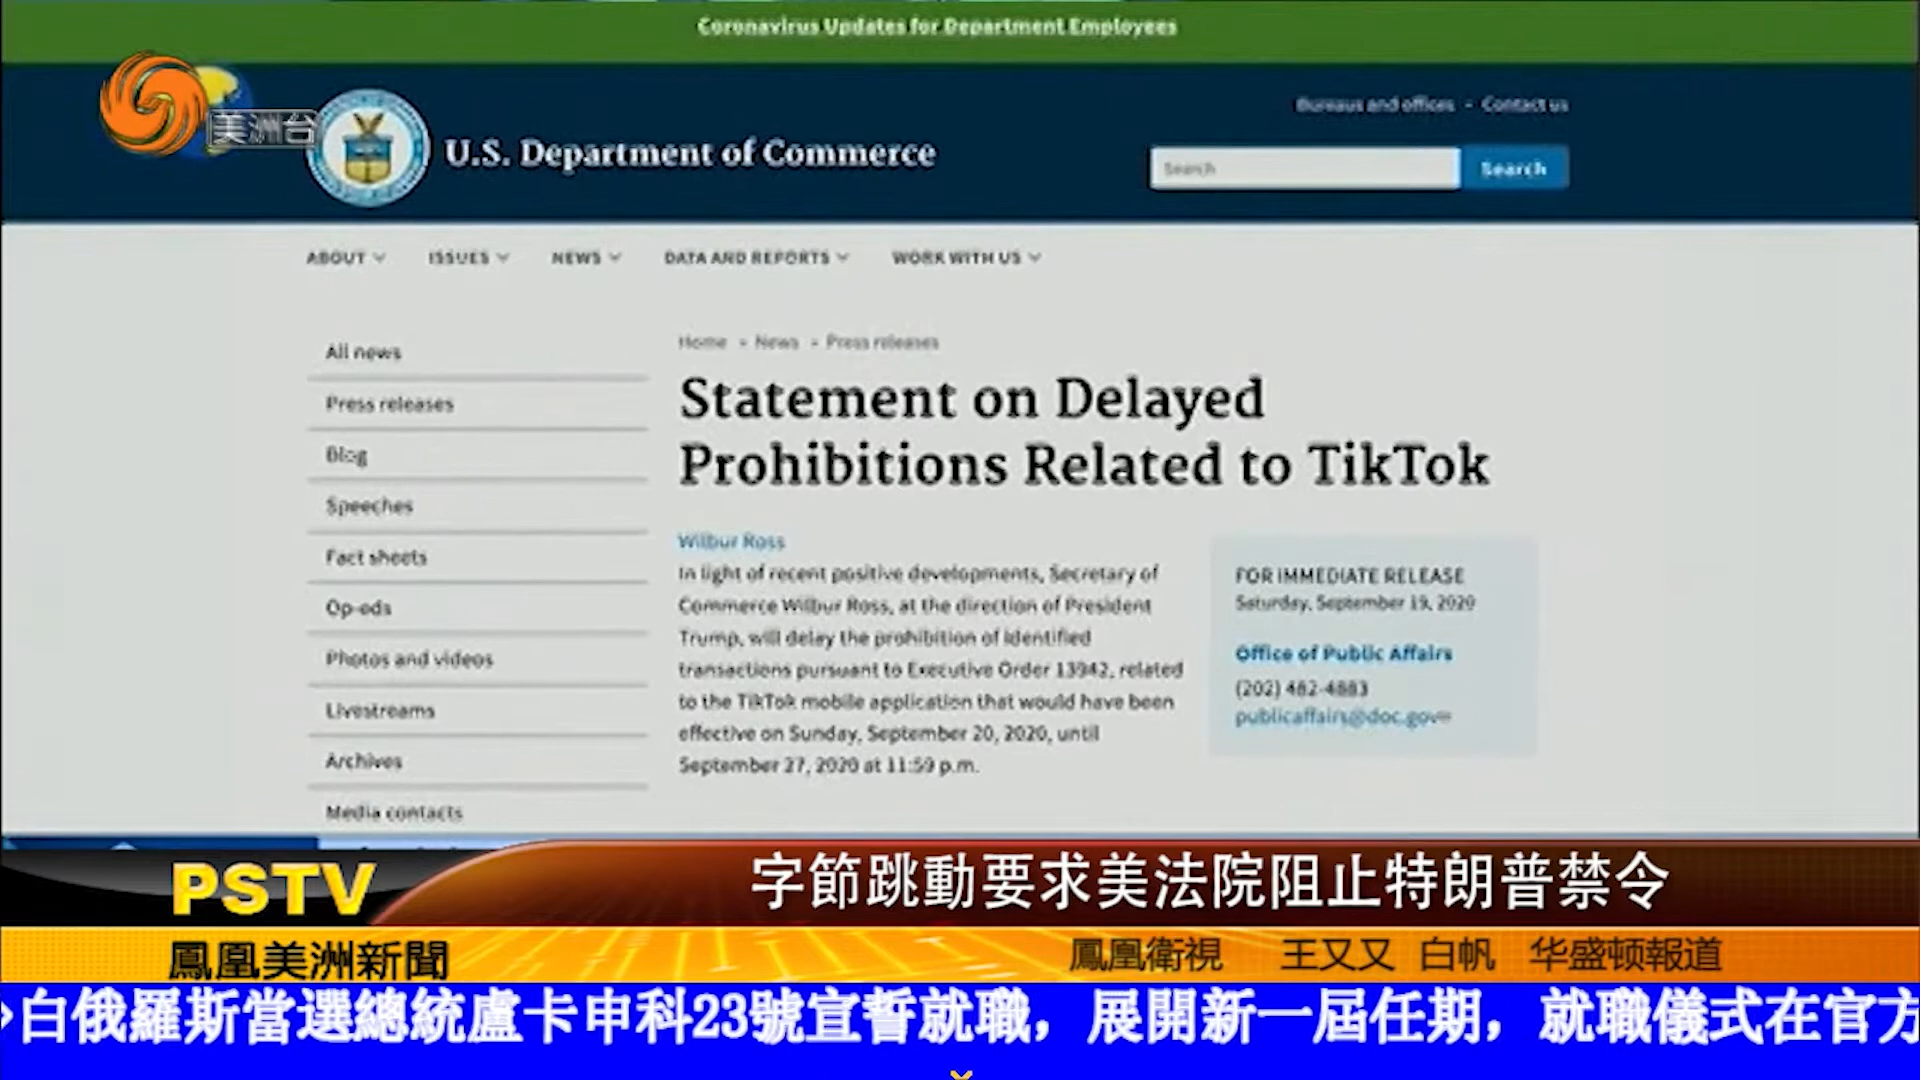 Coronavirus Updates for Department Employees
美洲台
Bureaus and offices - Contact us
U.S. Department of Commerce
Search
Search
ABOUT ISSUES NEWS DATA AND REPORTS WORK WITH US
Home - News - Press releases
All news
Press releases
Blog
Speeches
Fact sheets
Op-eds
Photos and videos
Livestreams
Archives
Media contacts
Statement on Delayed
Prohibitions Related to TikTok
Wilbur Ross
In light of recent positive developments, Secretary of
Commerce Wilbur Ross, at the direction of President
Trump, will delay the prohibition of identified
transactions pursuant to Executive Order 13942, related
to the TikTok mobile application that would have been
effective on Sunday, September 20, 2020, until
September 27, 2020 at 11:59 p.m.
FOR IMMEDIATE RELEASE
Saturday, September 19, 2020
Office of Public Affairs
(202) 482-4883
publicaffairs@doc.gov
PSTV
字節跳動要求美法院阻止特朗普禁令
鳳凰美洲新聞
鳳凰衛視 王又又 白帆 华盛顿報道
白俄羅斯當選總統盧卡申科23號宣誓就職，展開新一屆任期，就職儀式在官方